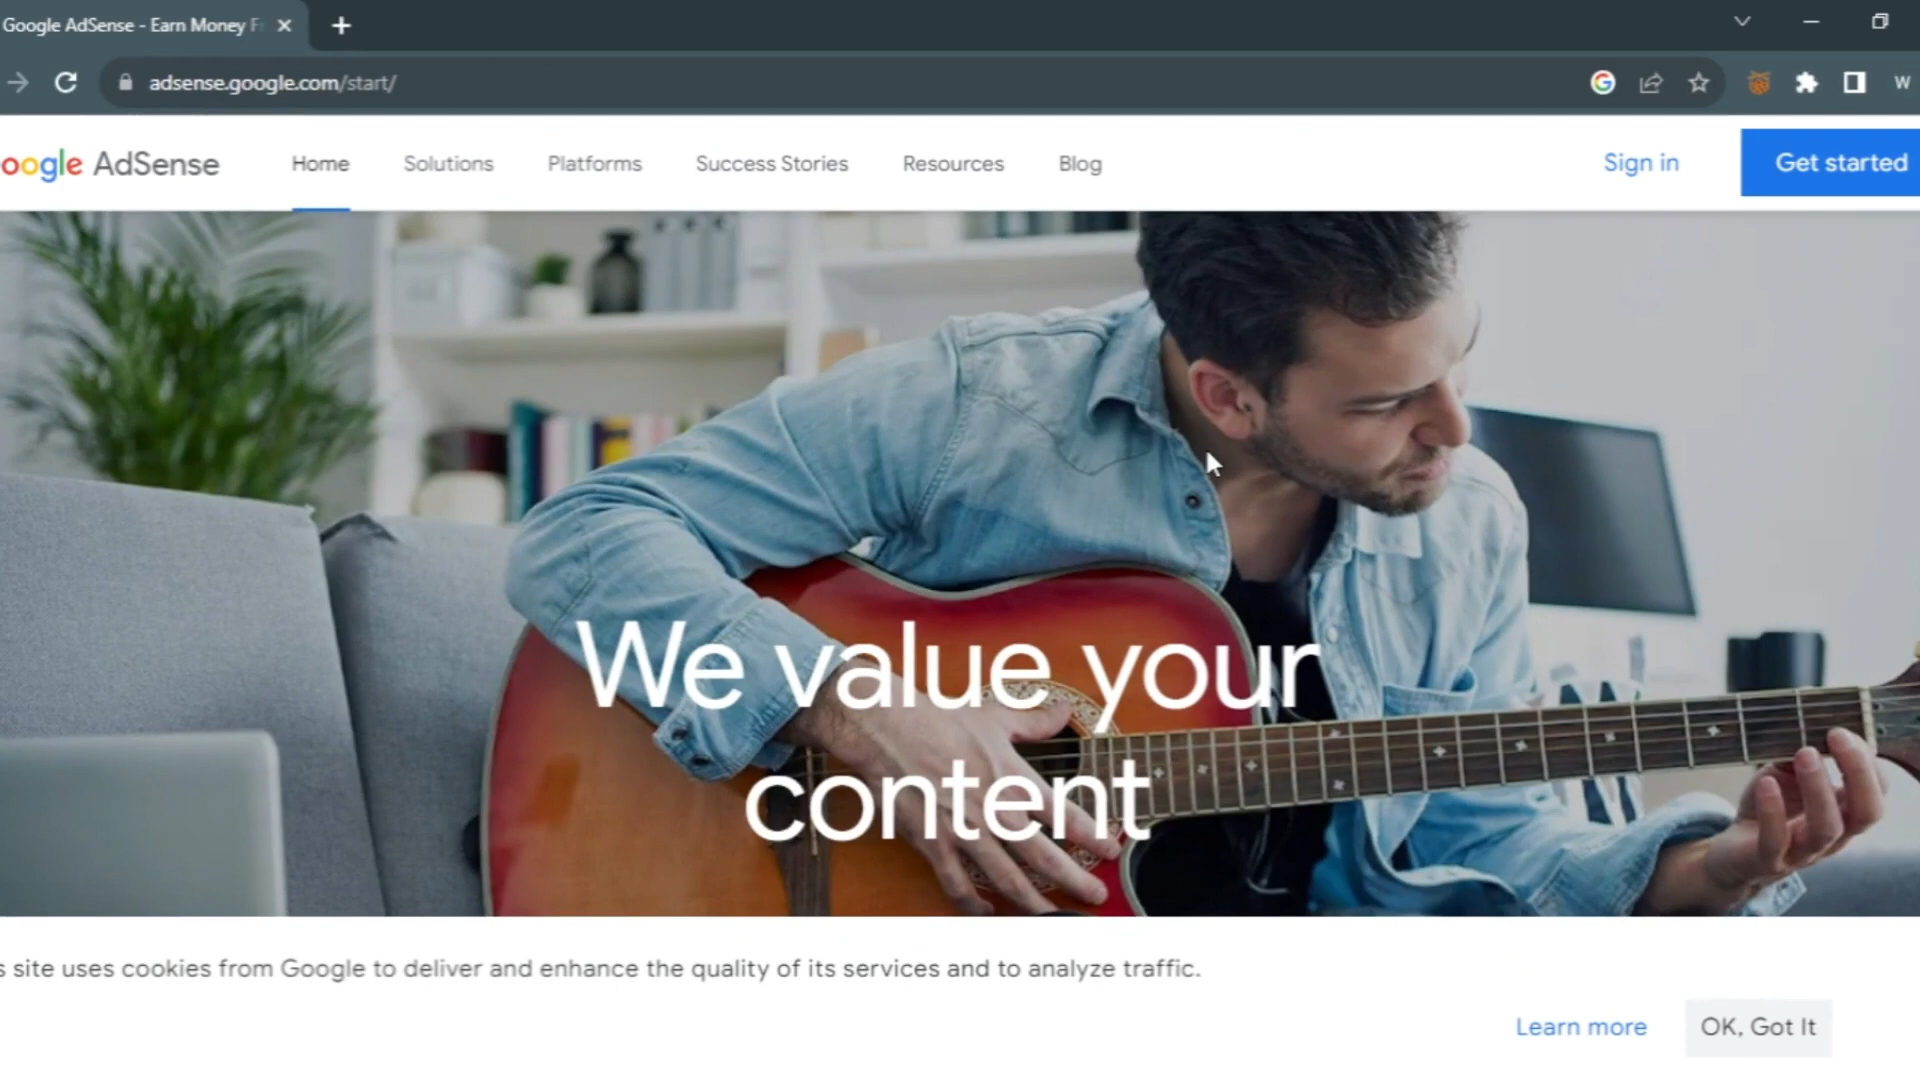 Google AdSense - Earn Money F
adsense.google.com/start/
W
oogle AdSense
Home
Solutions
Platforms
Success Stories
Resources
Blog
Sign in
Get started
We value your
content
s site uses cookies from Google to deliver and enhance the quality of its services and to analyze traffic.
Learn more
OK, Got It